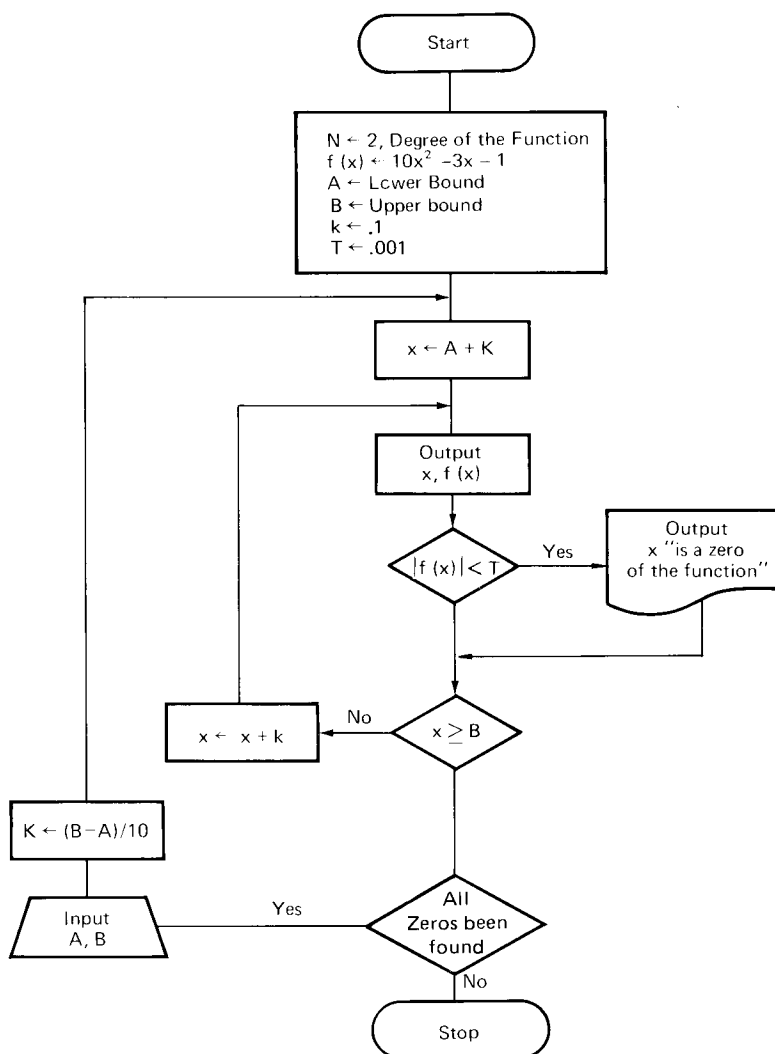 Start
N ← 2, Degree of the Function
f (x) ← 10x² −3x − 1
A ← Lower Bound
B ← Upper bound
k ← .1
T ← .001
x ← A + K
Output
x, f (x)
|f (x)| < T
Yes
Output
x "is a zero
of the function"
x ≥ B
No
x ← x + k
K ← (B−A)/10
Input
A, B
Yes
All
Zeros been
found
No
Stop